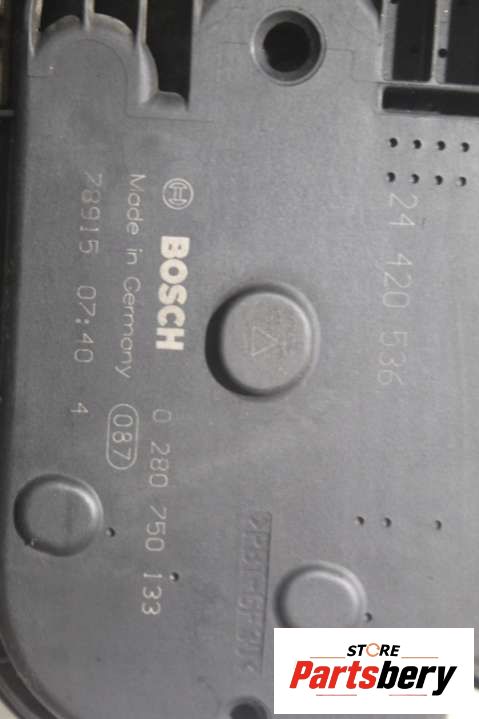 24 420 536
BOSCH
0 280 750 133
Made in Germany
087
78915 07:40 4
STORE
Partsbery